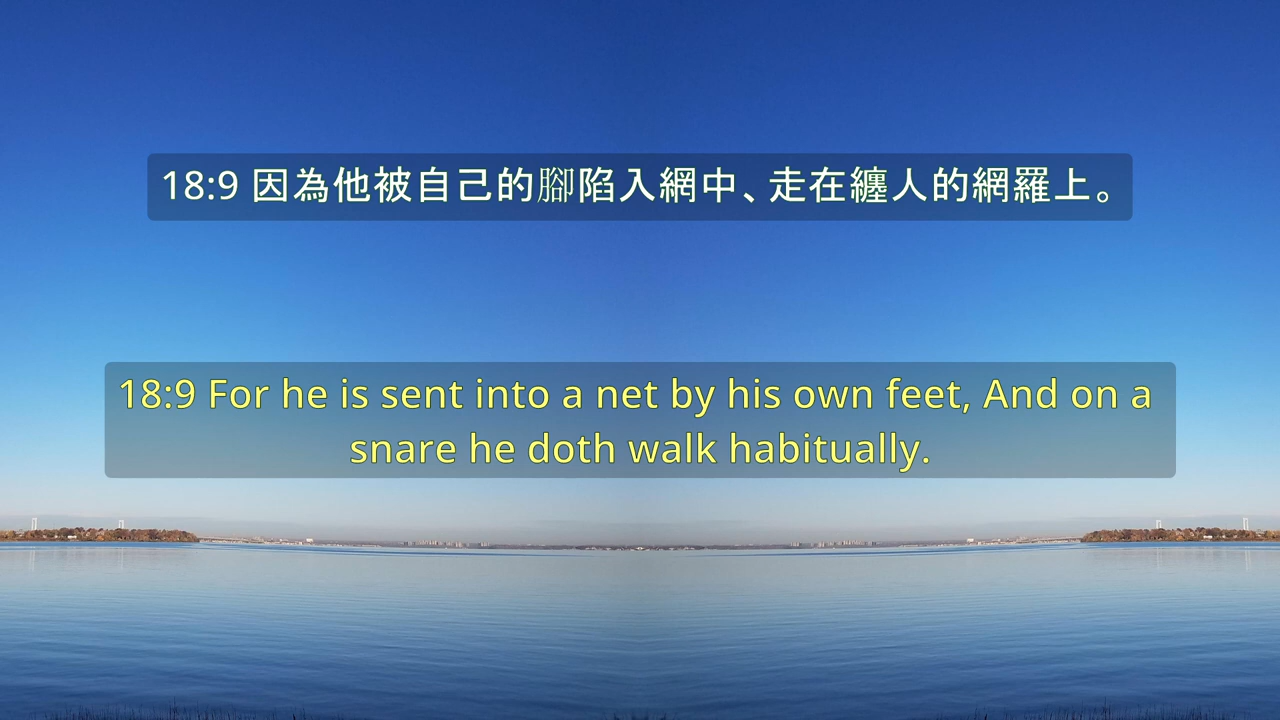 18:9 因為他被自己的腳陷入網中、走在纏人的網羅上。
18:9 For he is sent into a net by his own feet, And on a
snare he doth walk habitually.